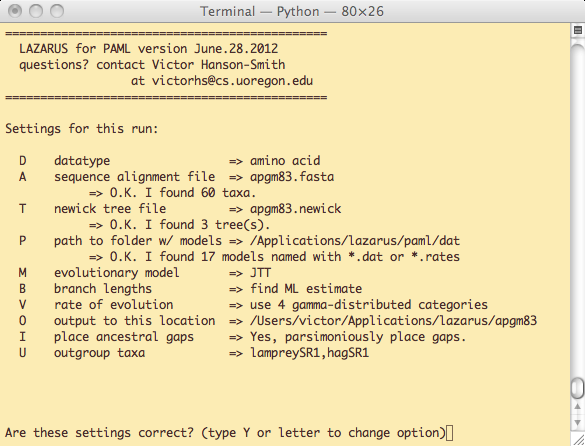 Terminal — Python — 80×26
==============================================
LAZARUS for PAML version June.28.2012
questions? contact Victor Hanson-Smith
at victorhs@cs.uoregon.edu
==============================================
Settings for this run:
D datatype => amino acid
A sequence alignment file => apgm83.fasta
=> O.K. I found 60 taxa.
T newick tree file => apgm83.newick
=> O.K. I found 3 tree(s).
P path to folder w/ models => /Applications/lazarus/paml/dat
=> O.K. I found 17 models named with *.dat or *.rates
M evolutionary model => JTT
B branch lengths => find ML estimate
V rate of evolution => use 4 gamma-distributed categories
O output to this location => /Users/victor/Applications/lazarus/apgm83
I place ancestral gaps => Yes, parsimoniously place gaps.
U outgroup taxa => lampreySR1,hagSR1
Are these settings correct? (type Y or letter to change option)